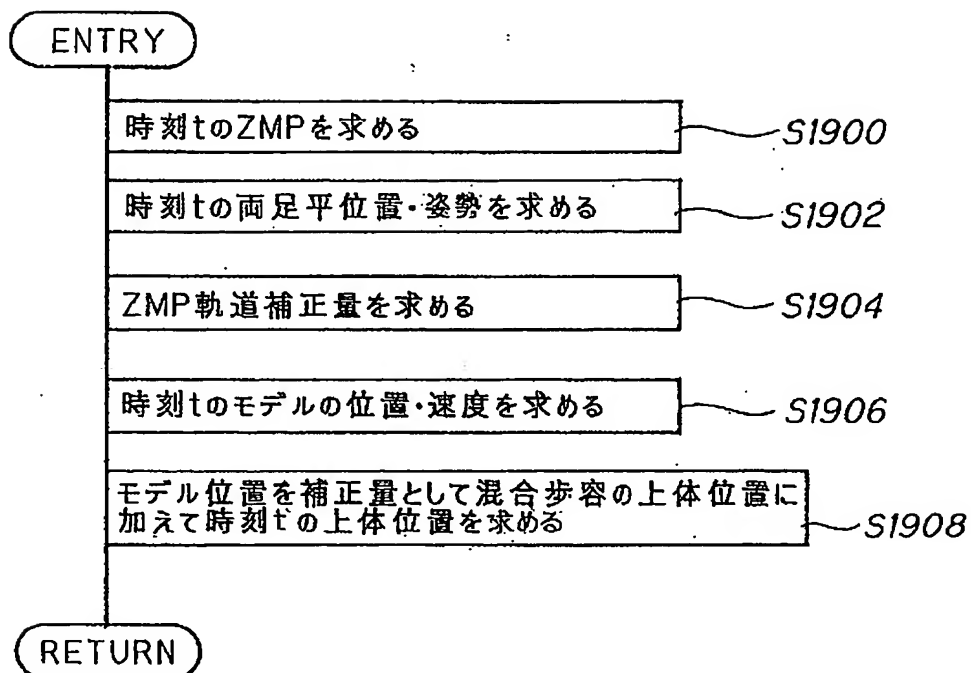 ENTRY
時刻tのZMPを求める
S1900
時刻tの両足平位置・姿勢を求める
S1902
ZMP軌道補正量を求める
S1904
時刻tのモデルの位置・速度を求める
S1906
モデル位置を補正量として混合歩容の上体位置に
加えて時刻tの上体位置を求める
S1908
RETURN